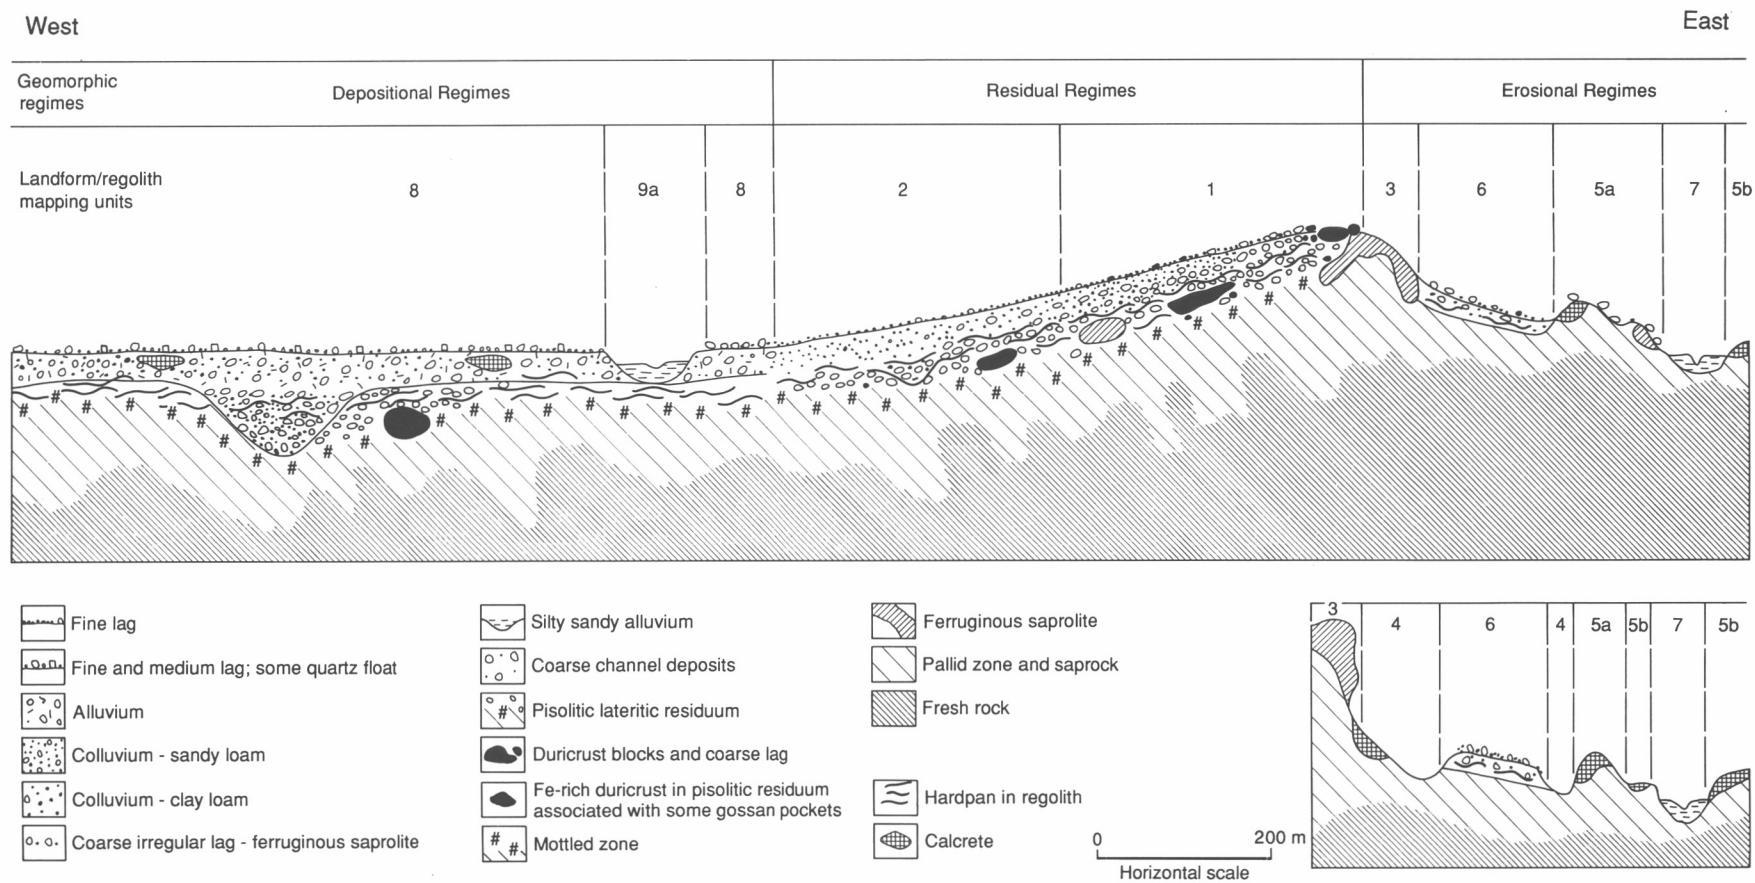 West
East
Geomorphic
regimes
Depositional Regimes
Residual Regimes
Erosional Regimes
Landform/regolith
mapping units
8
9a
8
2
1
3
6
5a
7
5b
Fine lag
Fine and medium lag; some quartz float
Alluvium
Colluvium - sandy loam
Colluvium - clay loam
Coarse irregular lag - ferruginous saprolite
Silty sandy alluvium
Coarse channel deposits
Pisolitic lateritic residuum
Duricrust blocks and coarse lag
Fe-rich duricrust in pisolitic residuum
associated with some gossan pockets
Mottled zone
Ferruginous saprolite
Pallid zone and saprock
Fresh rock
Hardpan in regolith
Calcrete
0
200 m
Horizontal scale
3
4
6
4
5a
5b
7
5b